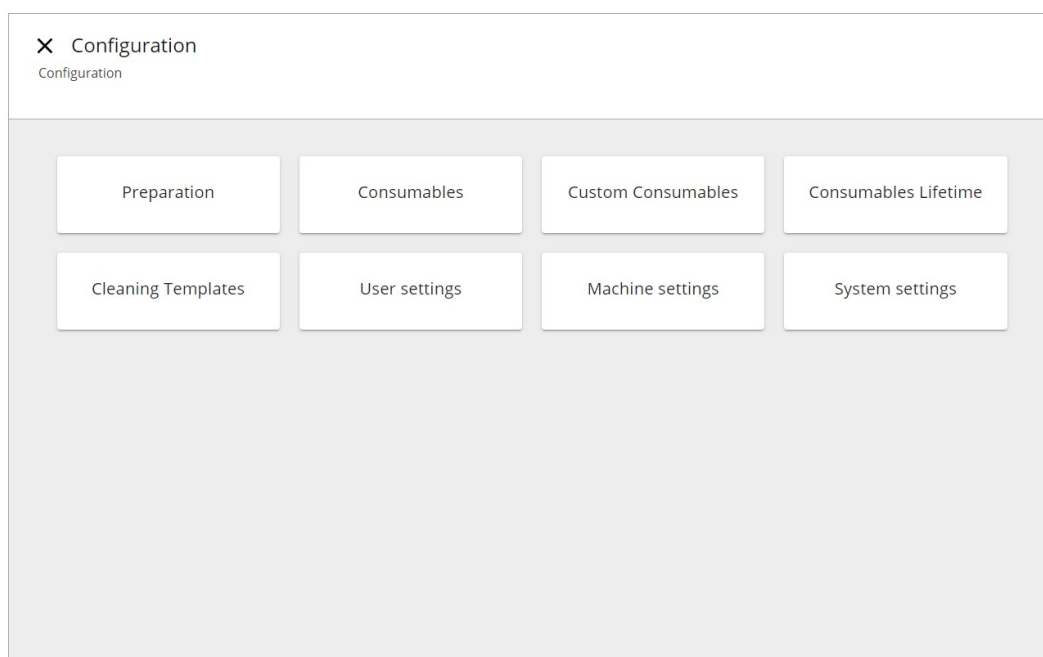 Configuration
Configuration
Preparation
Consumables
Custom Consumables
Consumables Lifetime
Cleaning Templates
User settings
Machine settings
System settings